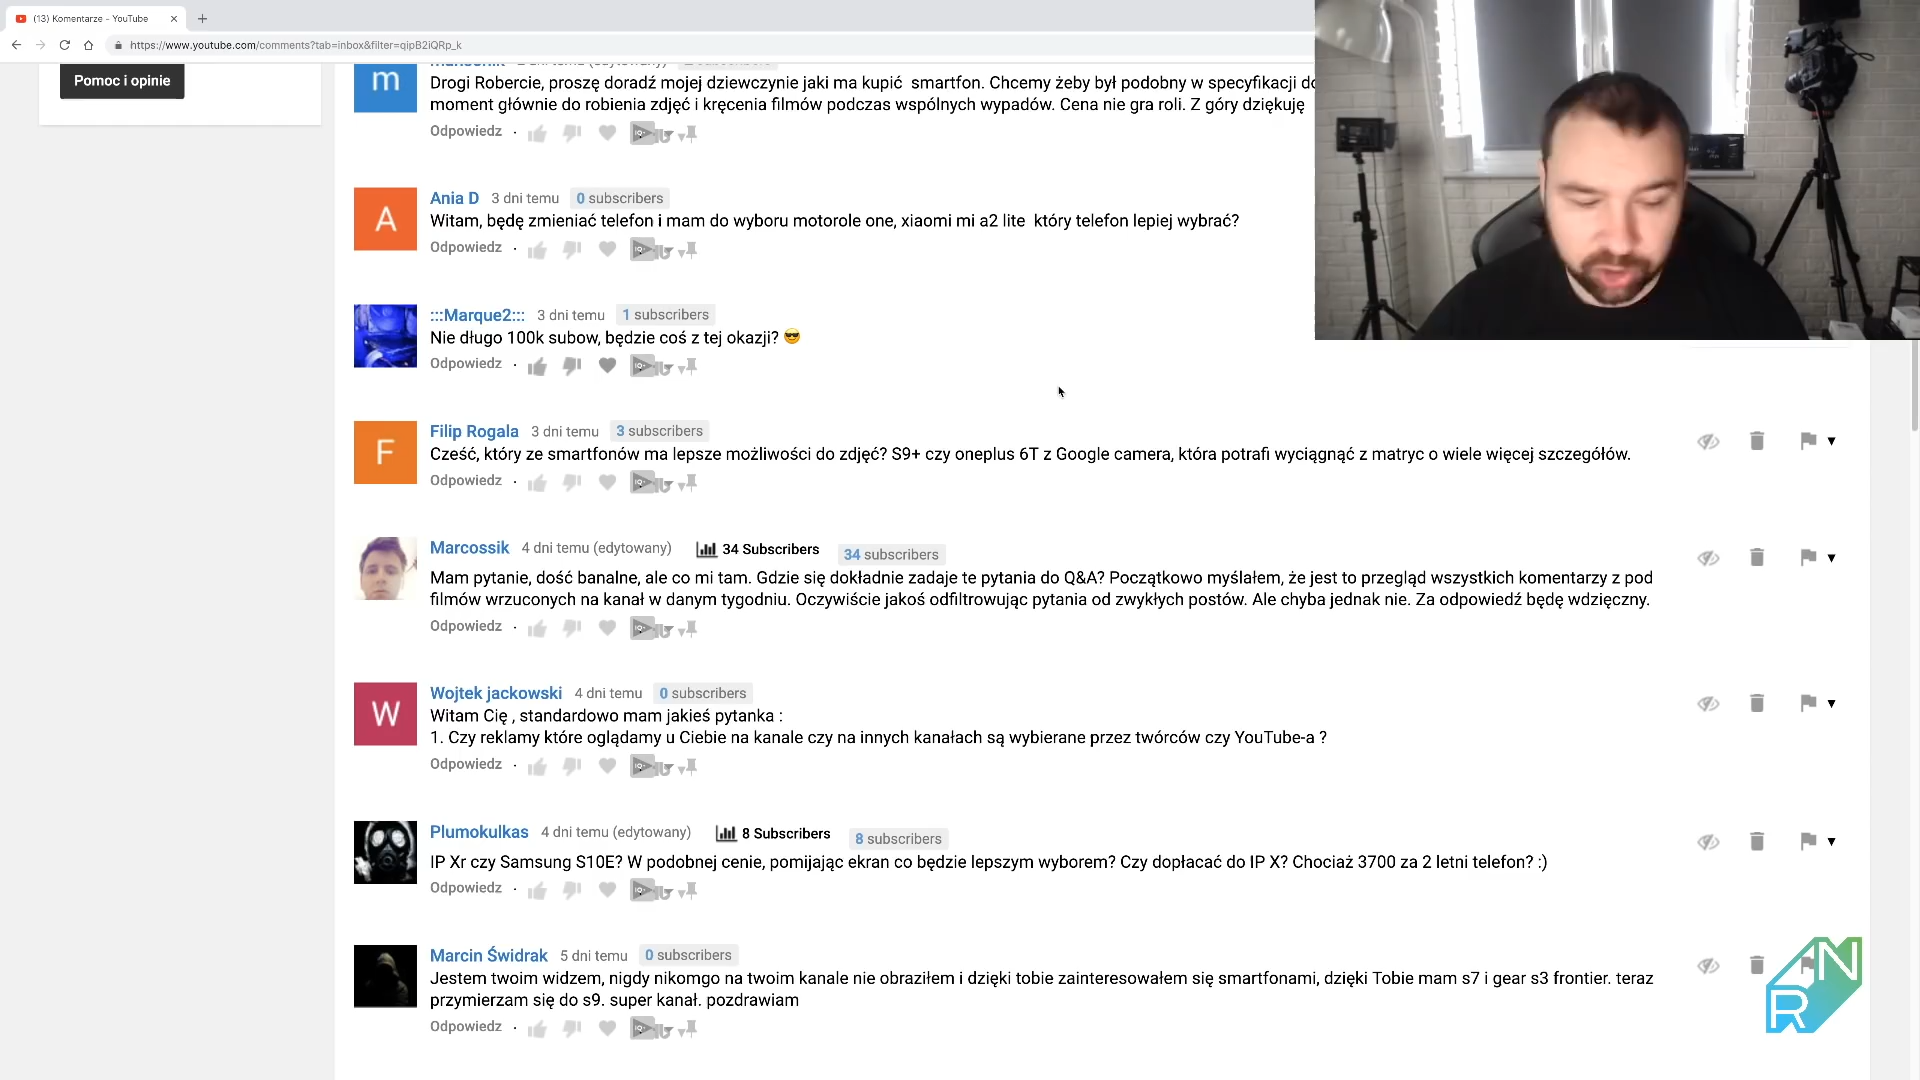 (13) Komentarze - YouTube
https://www.youtube.com/comments?tab=inbox&filter=qipB2iQRp_k
Pomoc i opinie
m
Drogi Robercie, proszę doradź mojej dziewczynie jaki ma kupić smartfon. Chcemy żeby był podobny w specyfikacji do
moment głównie do robienia zdjęć i kręcenia filmów podczas wspólnych wypadów. Cena nie gra roli. Z góry dziękuję
Odpowiedz
A
Ania D 3 dni temu 0 subscribers
Witam, będę zmieniać telefon i mam do wyboru motorole one, xiaomi mi a2 lite który telefon lepiej wybrać?
Odpowiedz
:::Marque2::: 3 dni temu 1 subscribers
Nie długo 100k subow, będzie coś z tej okazji? 😎
Odpowiedz
F
Filip Rogala 3 dni temu 3 subscribers
Cześć, który ze smartfonów ma lepsze możliwości do zdjęć? S9+ czy oneplus 6T z Google camera, która potrafi wyciągnąć z matryc o wiele więcej szczegółów.
Odpowiedz
Marcossik 4 dni temu (edytowany) 34 Subscribers 34 subscribers
Mam pytanie, dość banalne, ale co mi tam. Gdzie się dokładnie zadaje te pytania do Q&A? Początkowo myślałem, że jest to przegląd wszystkich komentarzy z pod
filmów wrzuconych na kanał w danym tygodniu. Oczywiście jakoś odfiltrowując pytania od zwykłych postów. Ale chyba jednak nie. Za odpowiedź będę wdzięczny.
Odpowiedz
W
Wojtek jackowski 4 dni temu 0 subscribers
Witam Cię , standardowo mam jakieś pytanka :
1. Czy reklamy które oglądamy u Ciebie na kanale czy na innych kanałach są wybierane przez twórców czy YouTube-a ?
Odpowiedz
Plumokulkas 4 dni temu (edytowany) 8 Subscribers 8 subscribers
IP Xr czy Samsung S10E? W podobnej cenie, pomijając ekran co będzie lepszym wyborem? Czy dopłacać do IP X? Chociaż 3700 za 2 letni telefon? :)
Odpowiedz
Marcin Świdrak 5 dni temu 0 subscribers
Jestem twoim widzem, nigdy nikomgo na twoim kanale nie obraziłem i dzięki tobie zainteresowałem się smartfonami, dzięki Tobie mam s7 i gear s3 frontier. teraz
przymierzam się do s9. super kanał. pozdrawiam
Odpowiedz
RN